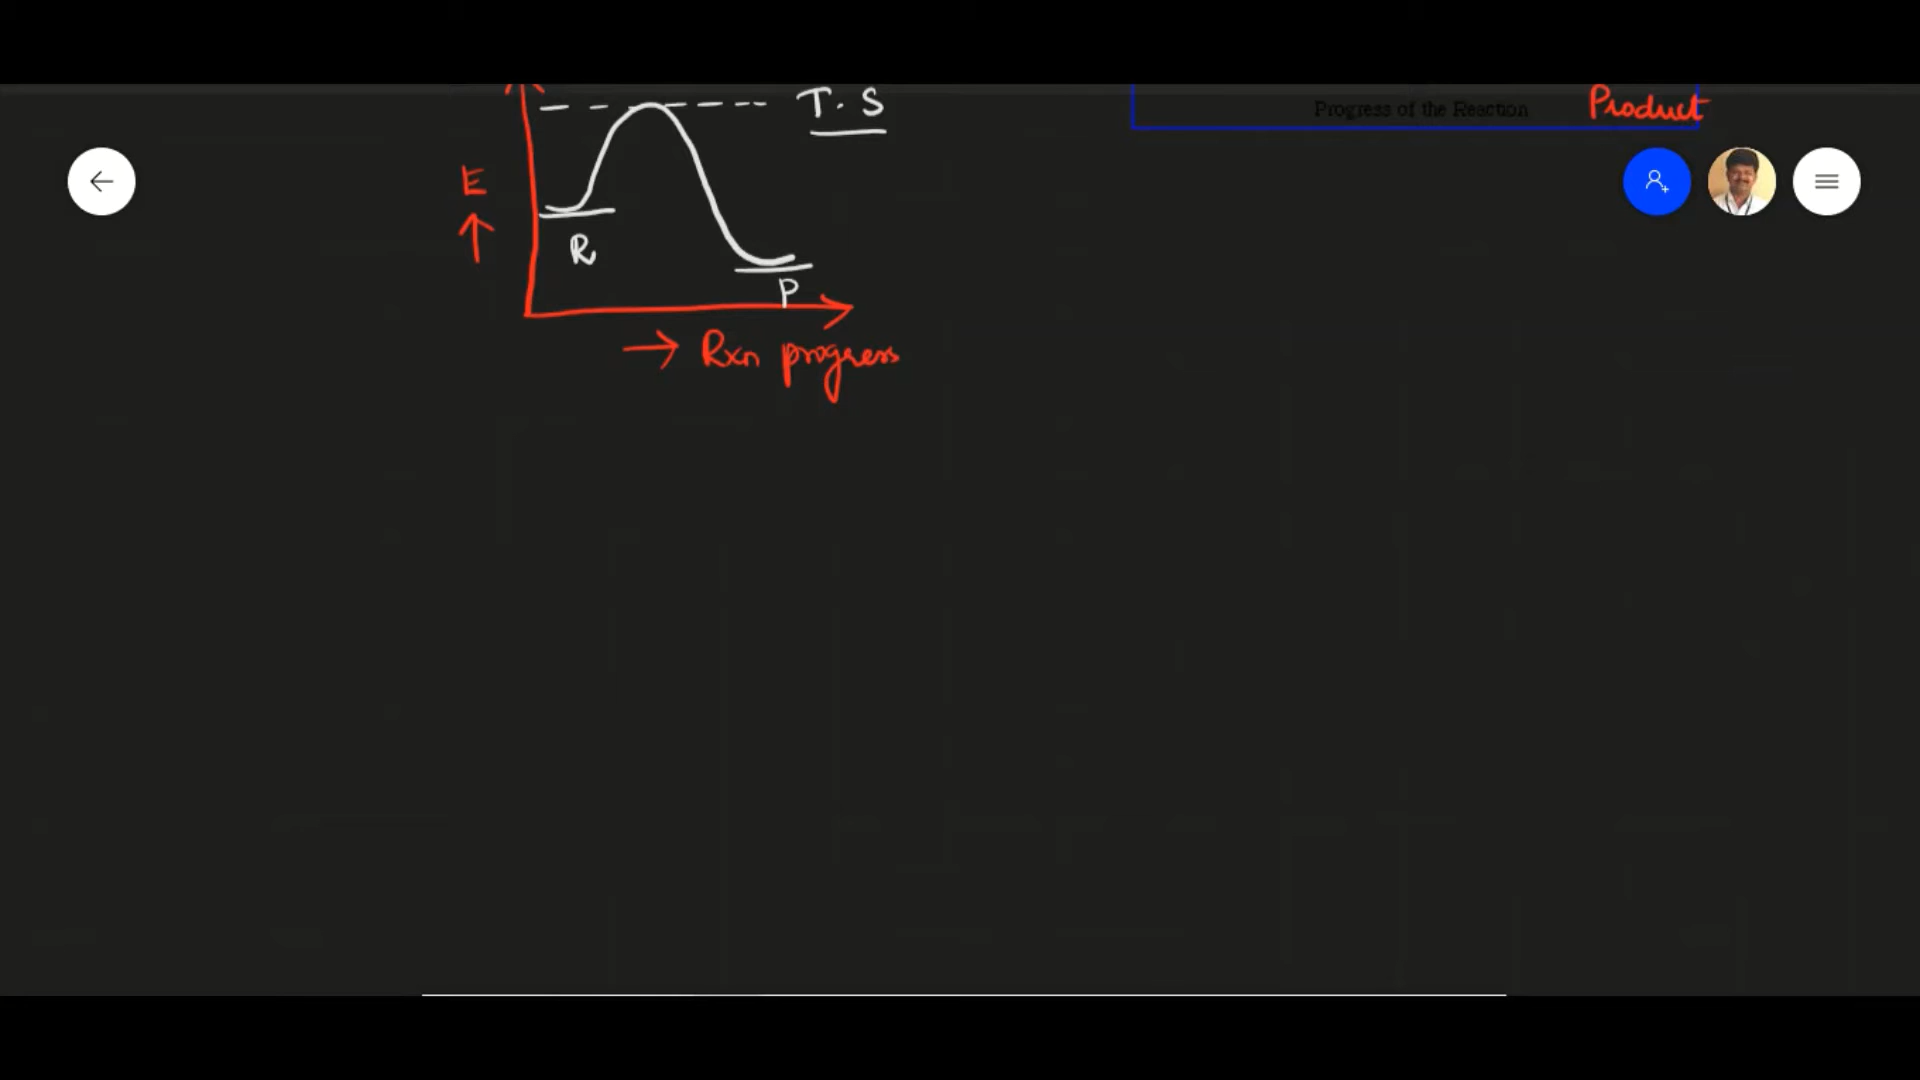 T. S
Progress of the Reaction
Product
E
R
P
→ Rxn progress